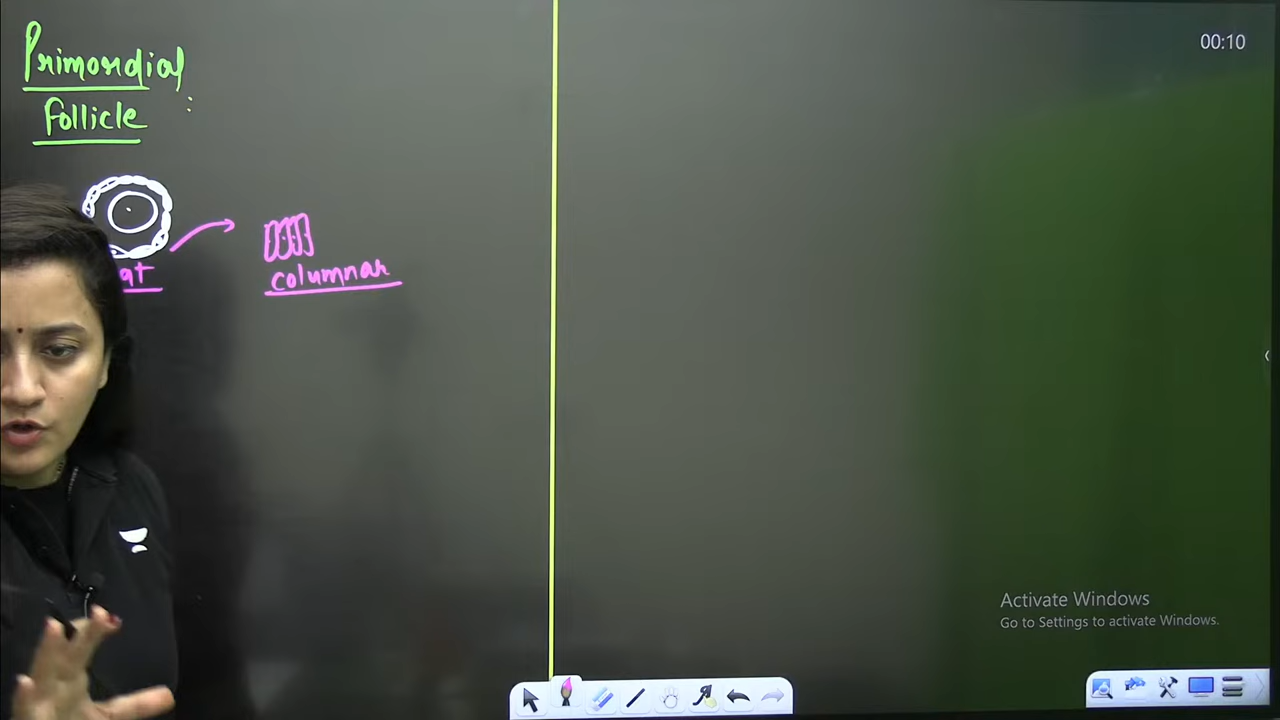 Primordial
Follicle
columnar
00:10
Activate Windows
Go to Settings to activate Windows.